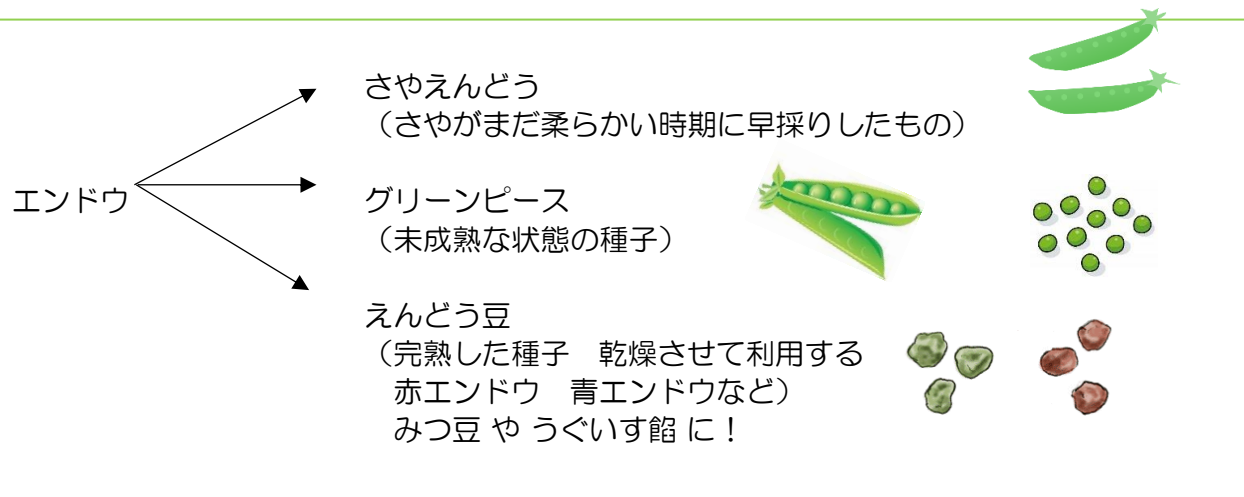 さやえんどう
（さやがまだ柔らかい時期に早採りしたもの）
エンドウ
グリーンピース
（未成熟な状態の種子）
えんどう豆
（完熟した種子　乾燥させて利用する
赤エンドウ　青エンドウなど）
みつ豆 や うぐいす餡 に！